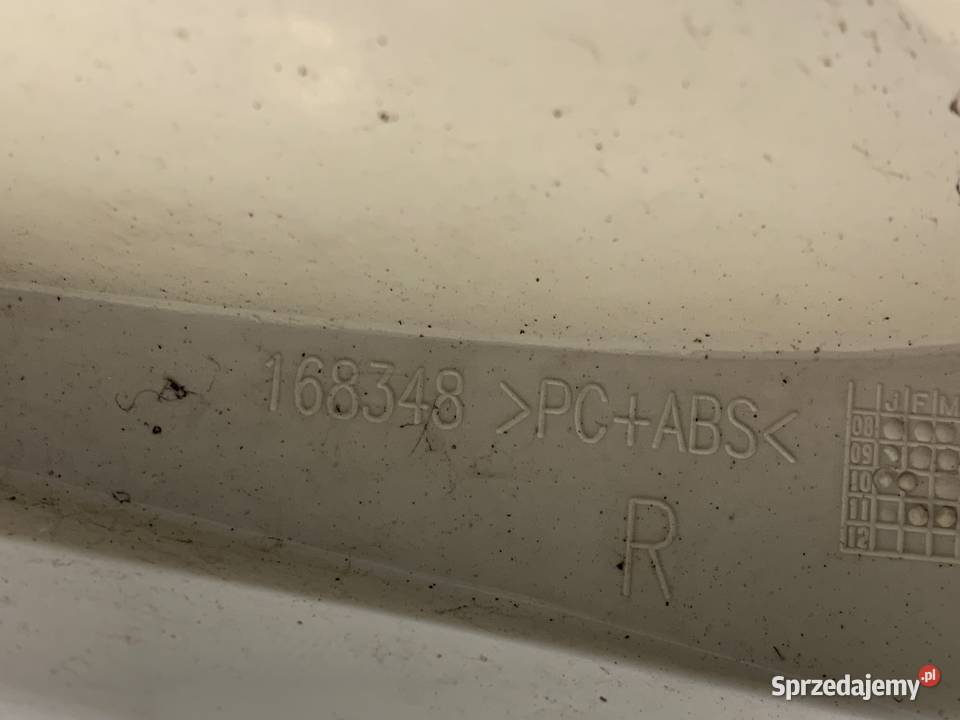 168348 >PC+ABS<
R
J F M
08
09
10
11
12
Sprzedajemy.pl